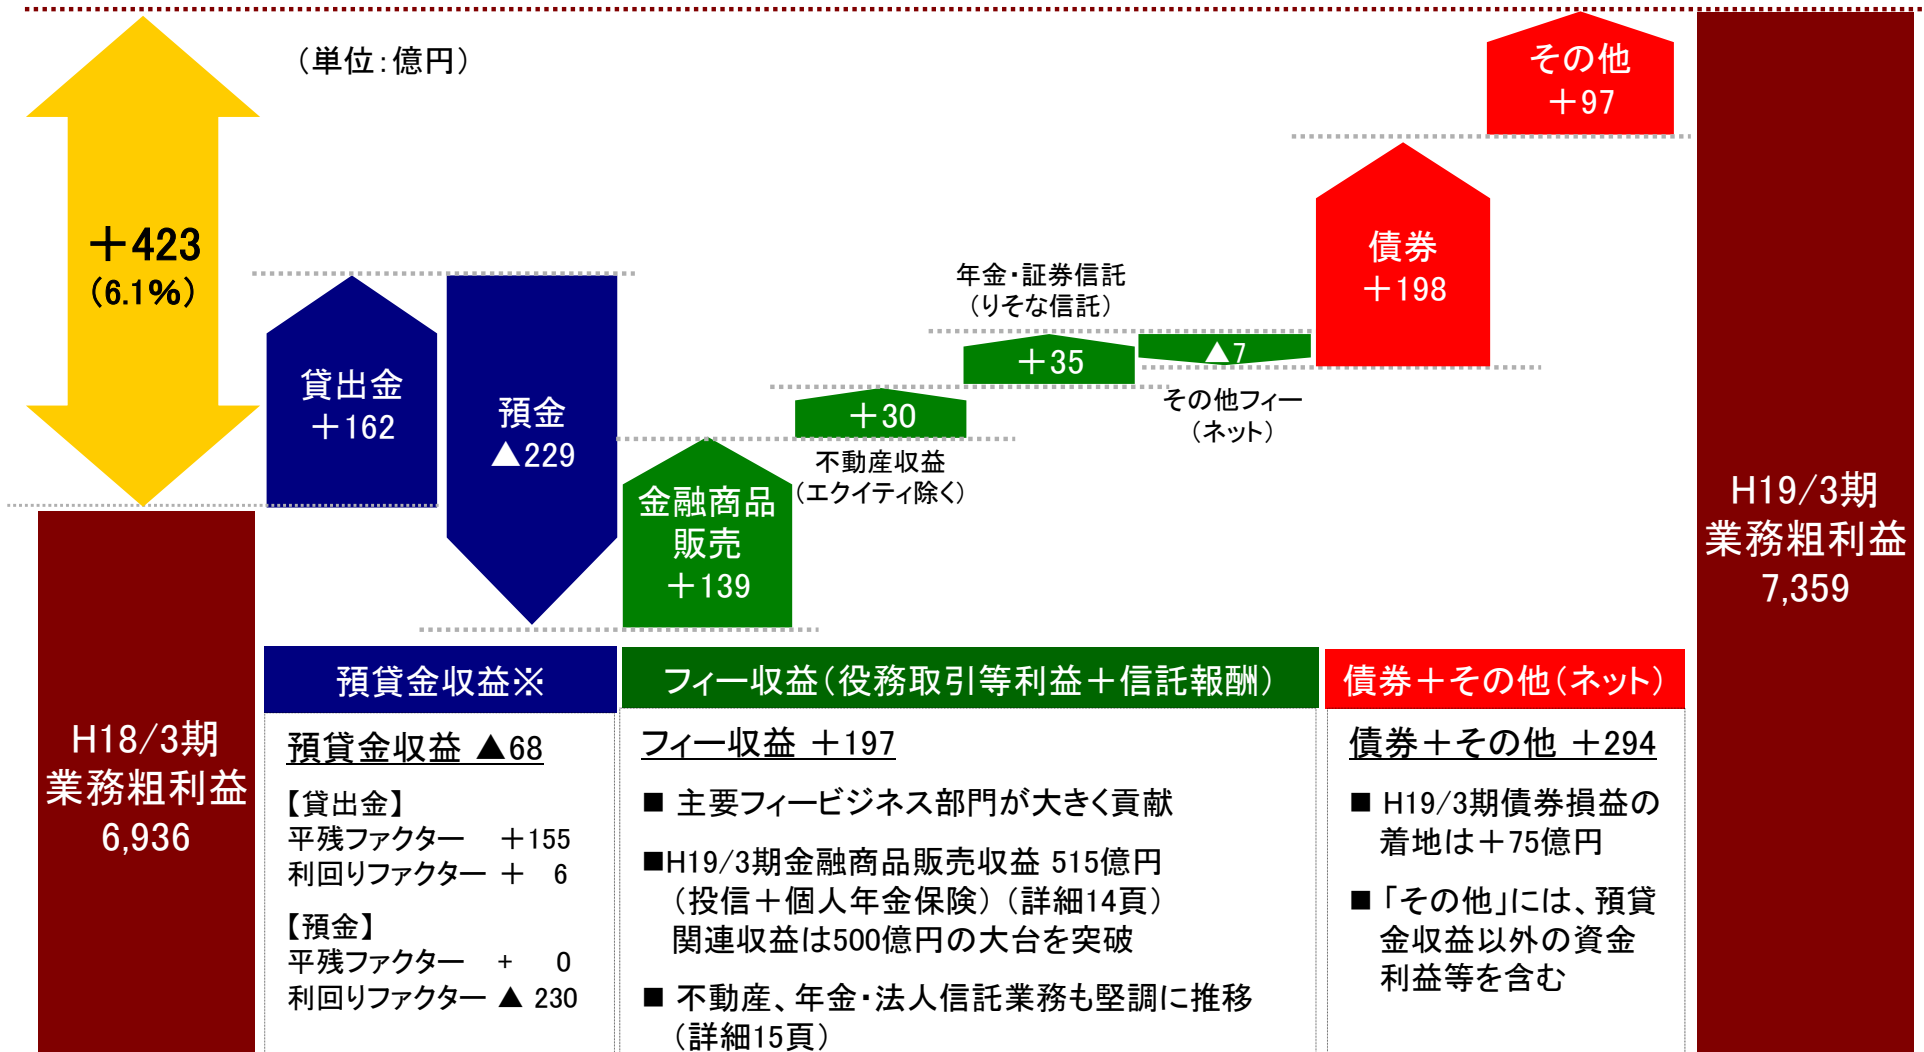 （単位：億円）
＋423
（6.1％）
貸出金
＋162
預金
▲229
金融商品
販売
＋139
＋30
不動産収益
（エクイティ除く）
年金・証券信託
（りそな信託）
＋35
▲7
その他フィー
（ネット）
債券
＋198
その他
＋97
H18/3期
業務粗利益
6,936
H19/3期
業務粗利益
7,359
預貸金収益※
預貸金収益 ▲68
【貸出金】
平残ファクター ＋155
利回りファクター ＋ 6
【預金】
平残ファクター + 0
利回りファクター ▲ 230
フィー収益（役務取引等利益＋信託報酬）
フィー収益 ＋197
■ 主要フィービジネス部門が大きく貢献
■H19/3期金融商品販売収益 515億円
（投信＋個人年金保険）（詳細14頁）
関連収益は500億円の大台を突破
■ 不動産、年金・法人信託業務も堅調に推移
（詳細15頁）
債券＋その他（ネット）
債券＋その他 ＋294
■ H19/3期債券損益の
着地は＋75億円
■ 「その他」には、預貸
金収益以外の資金
利益等を含む